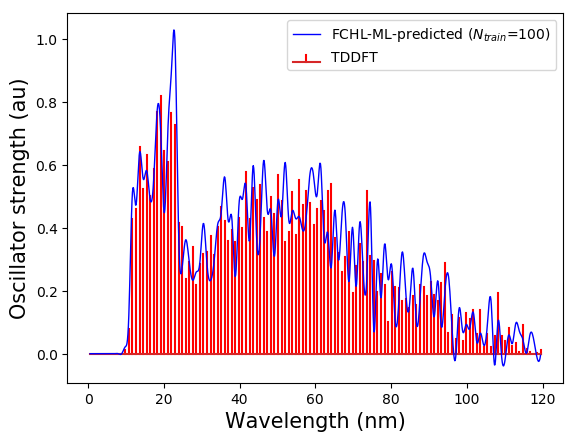 FCHL-ML-predicted (N_train=100)
TDDFT
Oscillator strength (au)
1.0
0.8
0.6
0.4
0.2
0.0
0 20 40 60 80 100 120
Wavelength (nm)